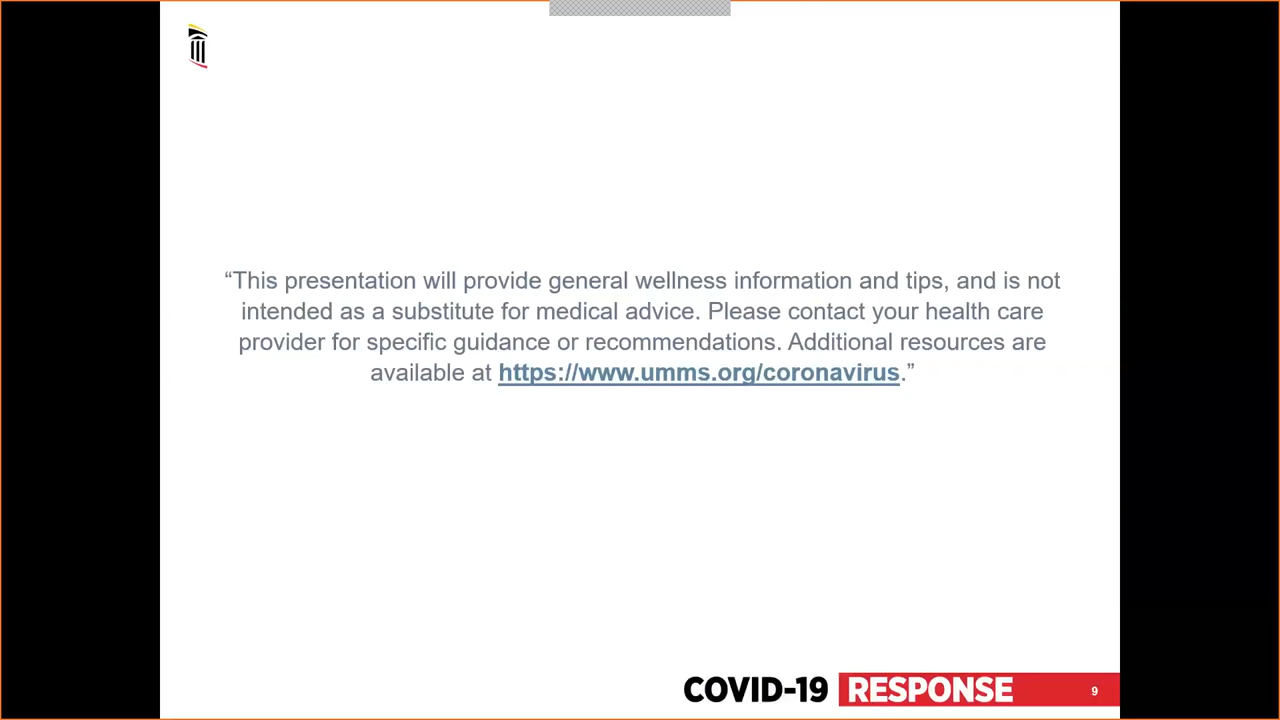 “This presentation will provide general wellness information and tips, and is not
intended as a substitute for medical advice. Please contact your health care
provider for specific guidance or recommendations. Additional resources are
available at https://www.umms.org/coronavirus.”
COVID-19 RESPONSE 9